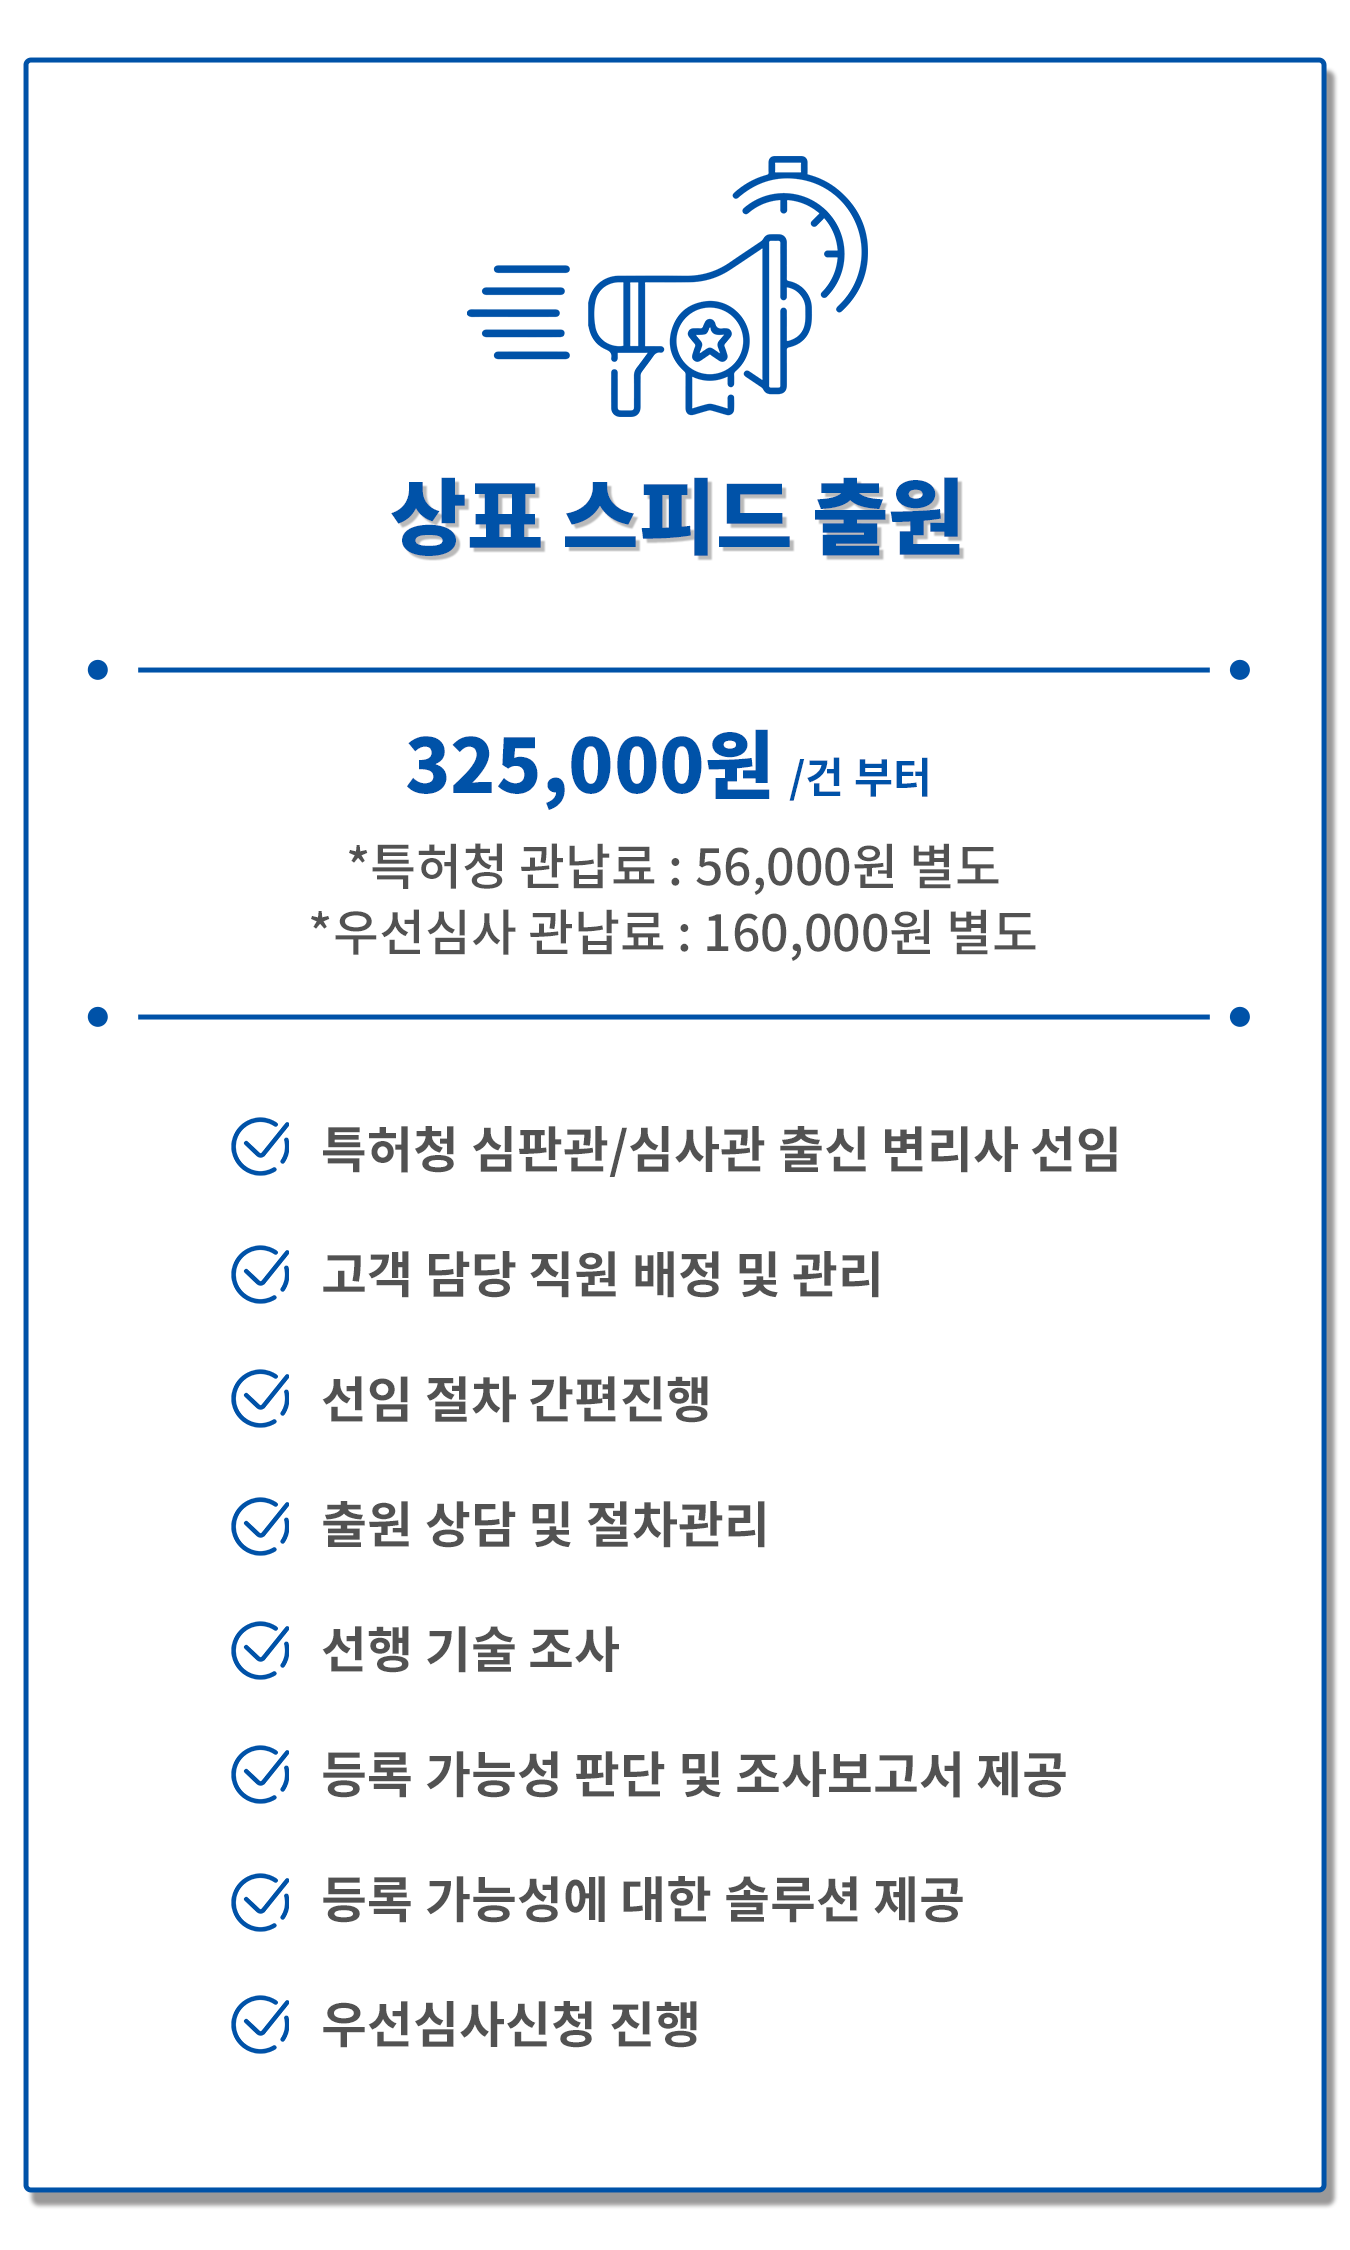 상표 스피드 출원
325,000원 /건 부터
*특허청 관납료 : 56,000원 별도
*우선심사 관납료 : 160,000원 별도
특허청 심판관/심사관 출신 변리사 선임
고객 담당 직원 배정 및 관리
선임 절차 간편진행
출원 상담 및 절차관리
선행 기술 조사
등록 가능성 판단 및 조사보고서 제공
등록 가능성에 대한 솔루션 제공
우선심사신청 진행